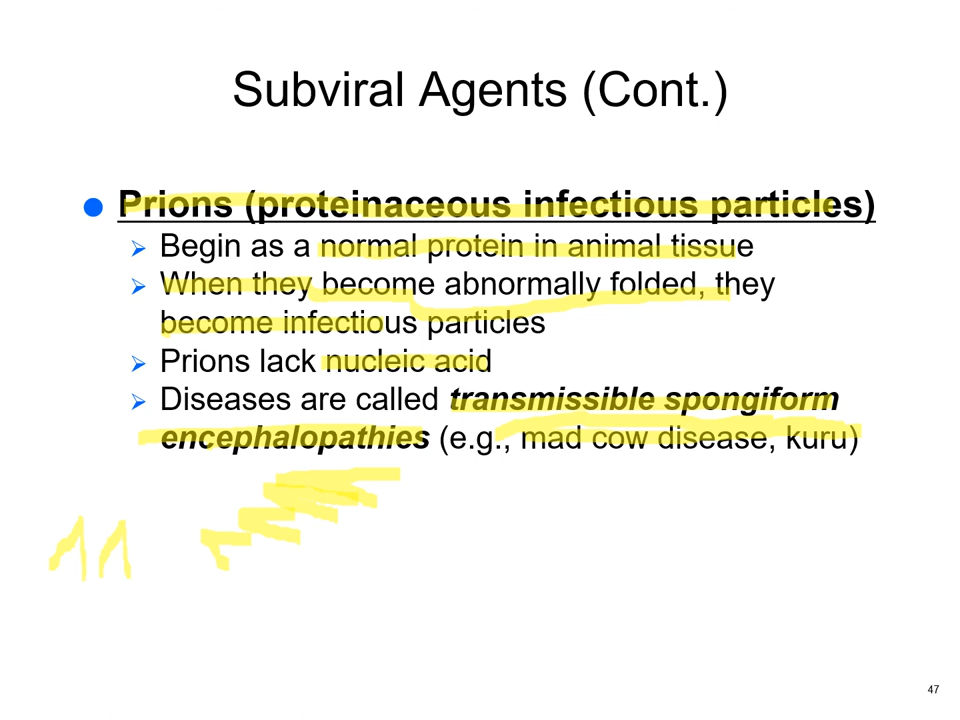 Subviral Agents (Cont.)
● Prions (proteinaceous infectious particles)
➢ Begin as a normal protein in animal tissue
➢ When they become abnormally folded, they
become infectious particles
➢ Prions lack nucleic acid
➢ Diseases are called transmissible spongiform
encephalopathies (e.g., mad cow disease, kuru)
11
47